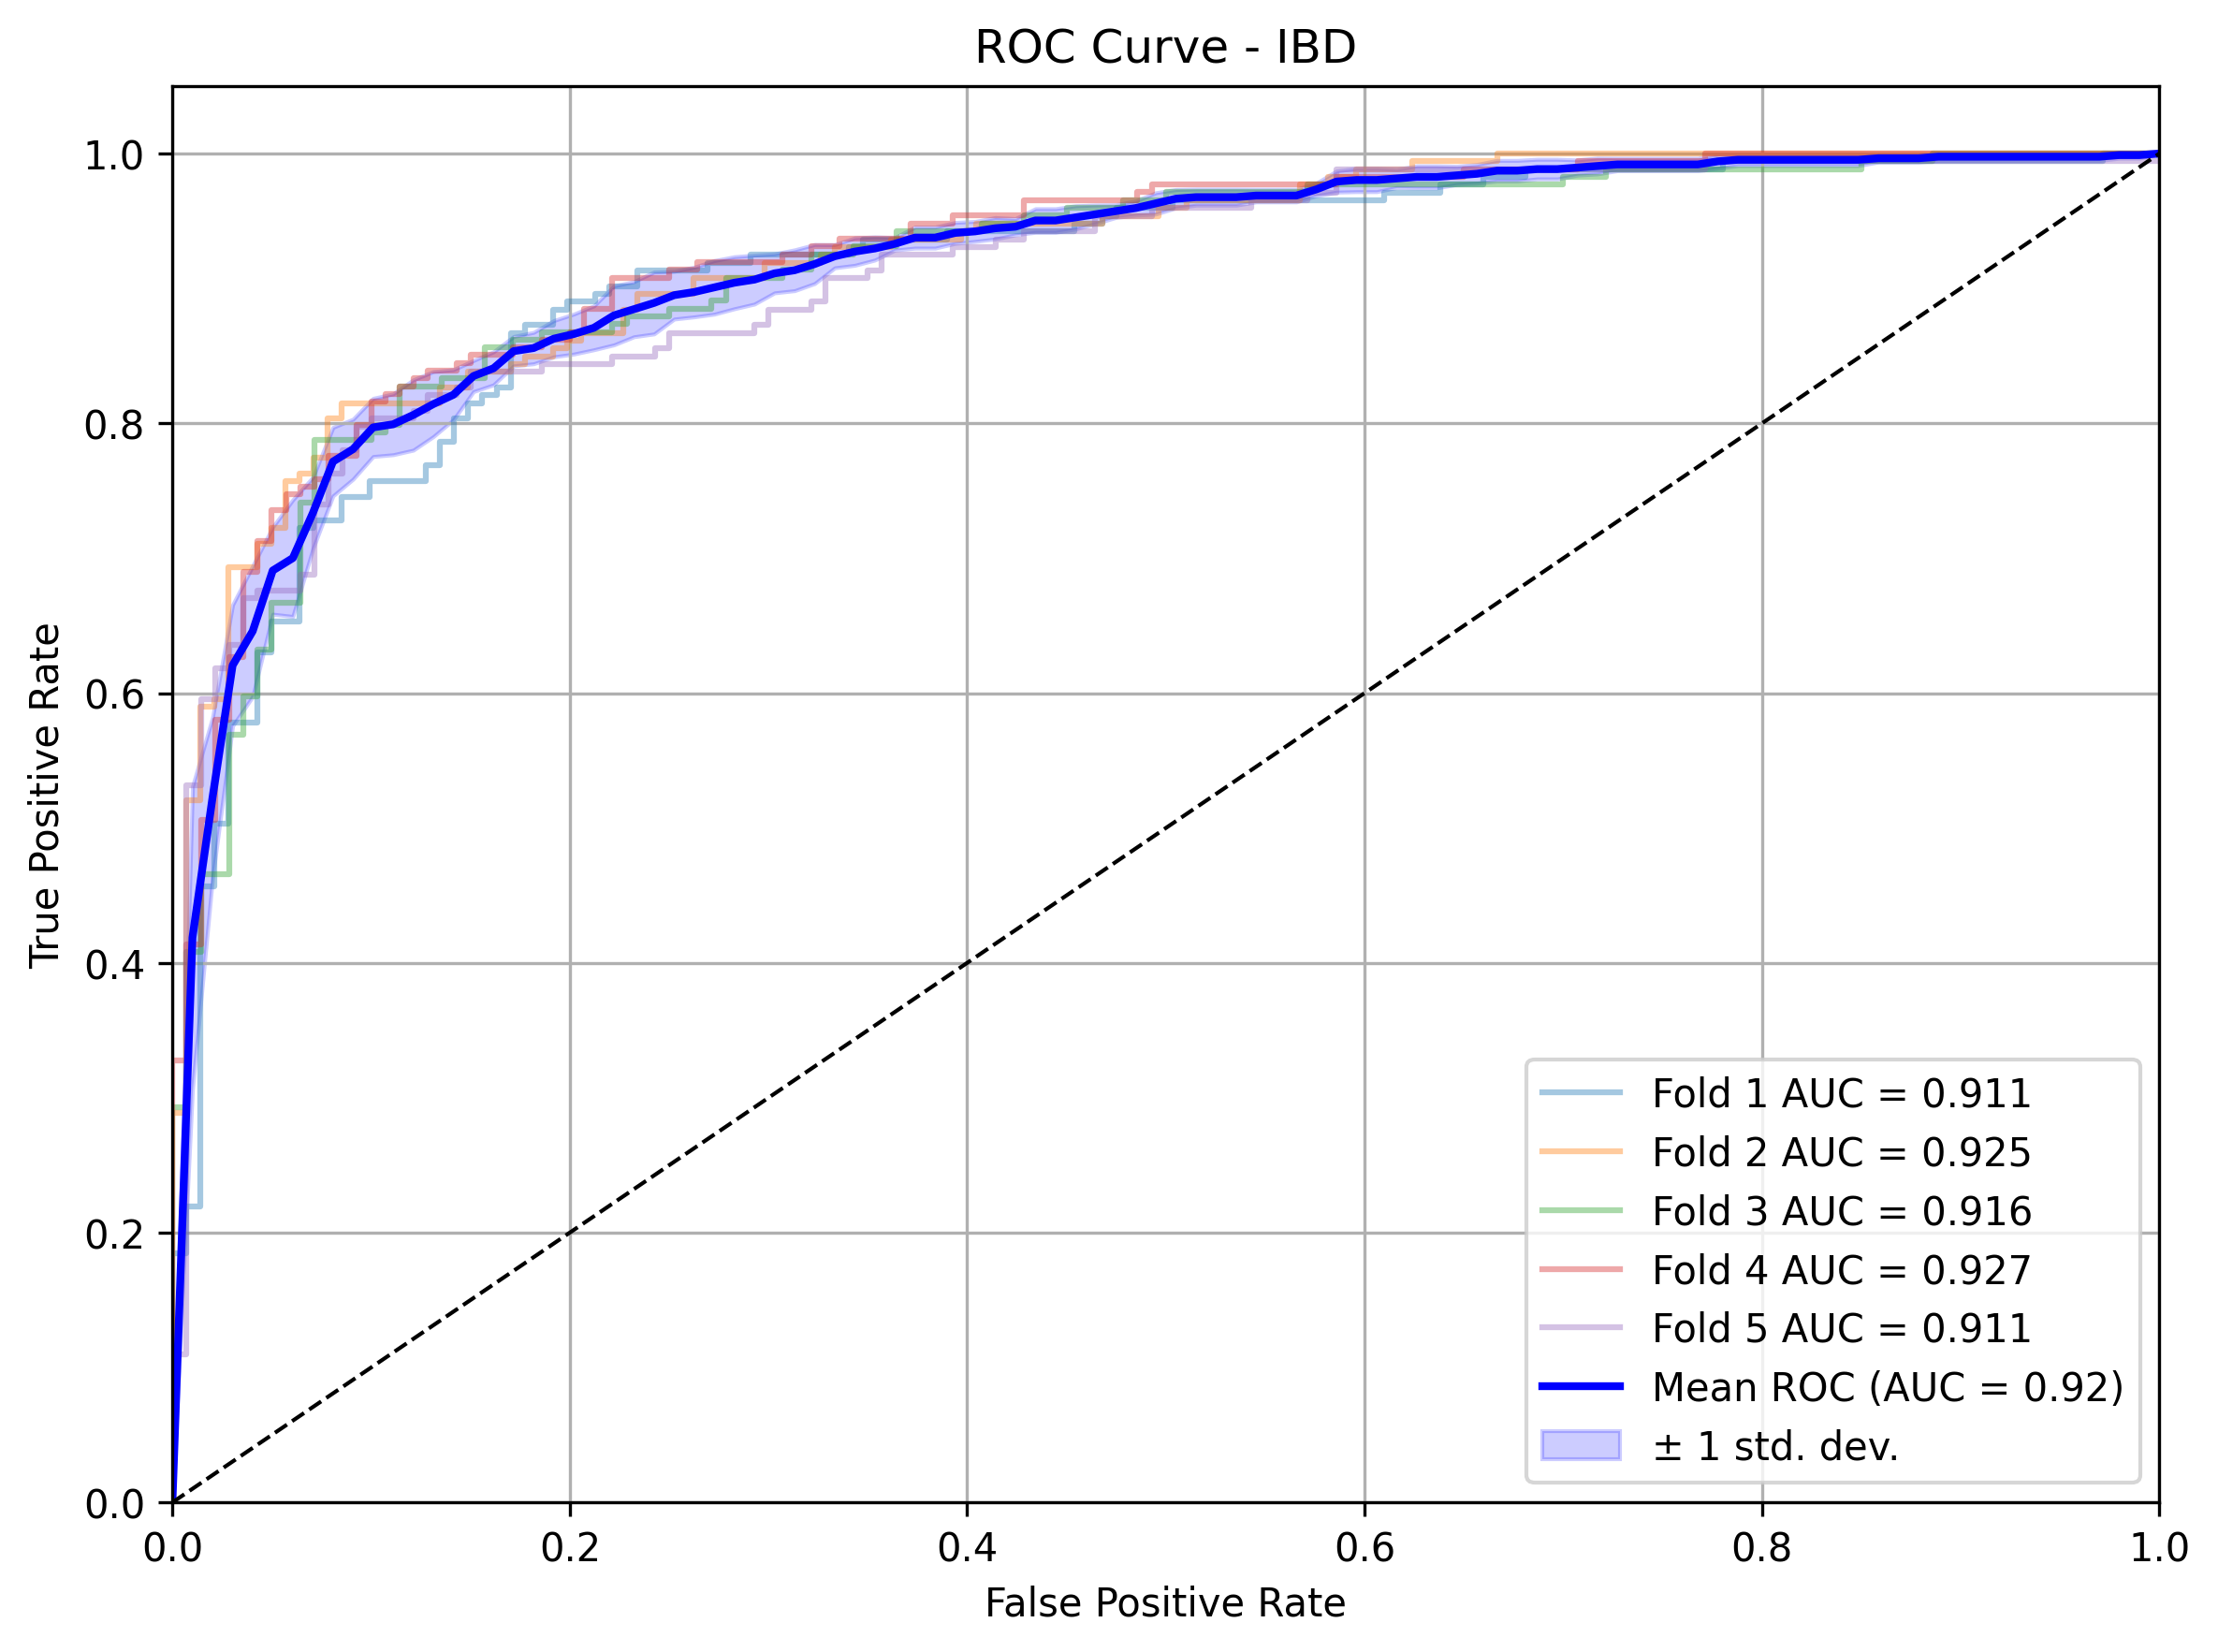 ROC Curve - IBD
True Positive Rate
1.0
0.8
0.6
0.4
0.2
0.0
0.0 0.2 0.4 0.6 0.8 1.0
False Positive Rate
Fold 1 AUC = 0.911
Fold 2 AUC = 0.925
Fold 3 AUC = 0.916
Fold 4 AUC = 0.927
Fold 5 AUC = 0.911
Mean ROC (AUC = 0.92)
± 1 std. dev.